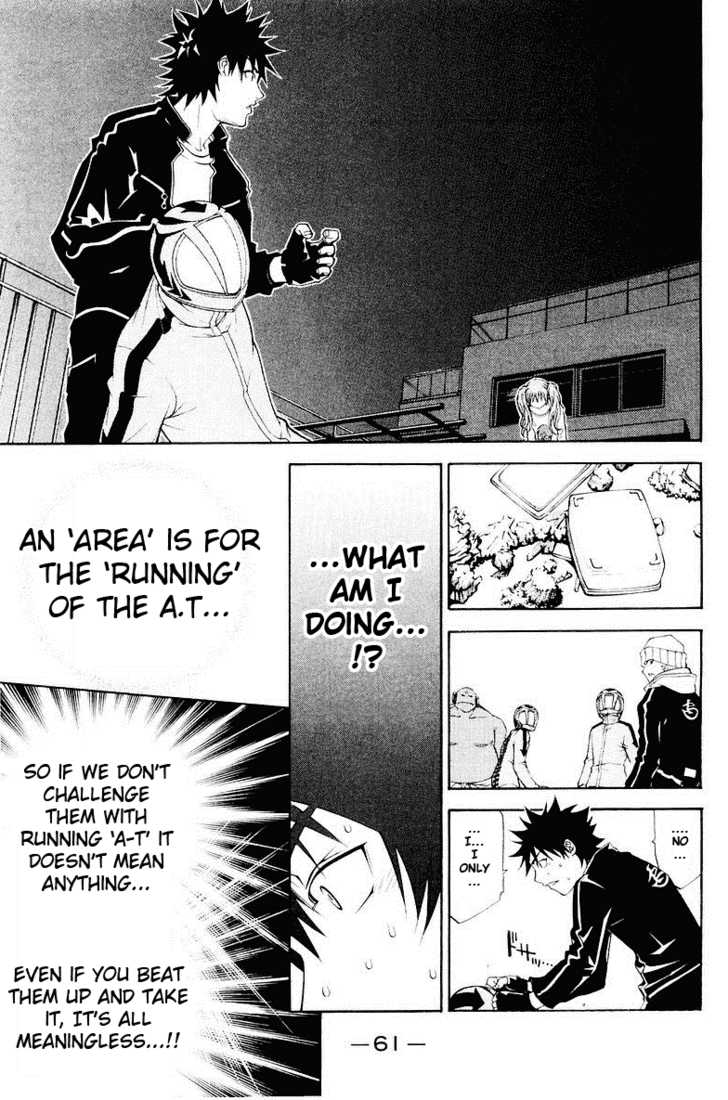 NO
...
....
I...
I
ONLY
...
...WHAT
AM I
DOING...
!?
AN 'AREA' IS FOR
THE 'RUNNING'
OF THE A.T...
SO IF WE DON'T
CHALLENGE
THEM WITH
RUNNING 'A-T' IT
DOESN'T MEAN
ANYTHING...
EVEN IF YOU BEAT
THEM UP AND TAKE
IT, IT'S ALL
MEANINGLESS...!!
—61—